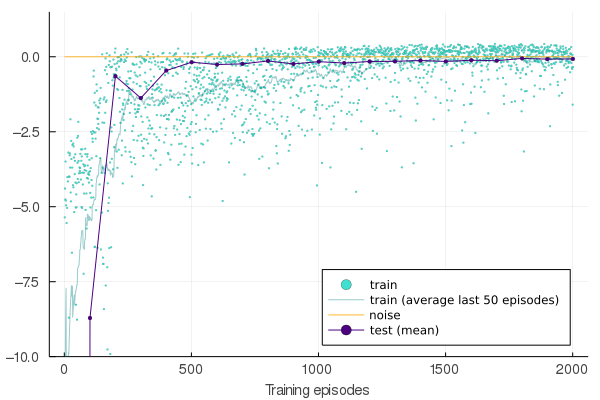 0.0
−2.5
−5.0
−7.5
−10.0
train
train (average last 50 episodes)
noise
test (mean)
0 500 1000 1500 2000
Training episodes